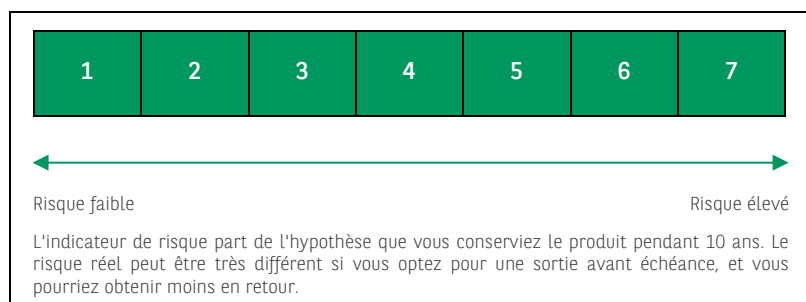 1 2 3 4 5 6 7
Risque faible Risque élevé
L'indicateur de risque part de l'hypothèse que vous conserviez le produit pendant 10 ans. Le
risque réel peut être très différent si vous optez pour une sortie avant échéance, et vous
pourriez obtenir moins en retour.